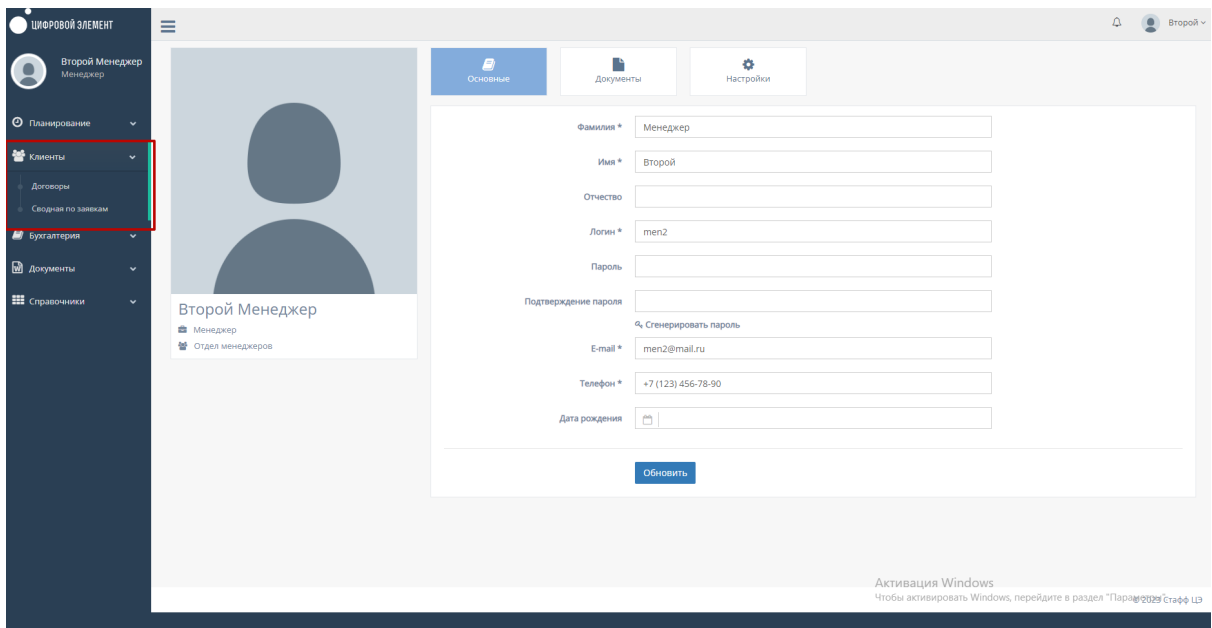 ЦИФРОВОЙ ЭЛЕМЕНТ
Второй
Второй Менеджер
Менеджер
Планирование
Клиенты
Договоры
Сводная по заявкам
Бухгалтерия
Документы
Справочники
Второй Менеджер
Менеджер
Отдел менеджеров
Основные
Документы
Настройки
Фамилия * Менеджер
Имя * Второй
Отчество
Логин * men2
Пароль
Подтверждение пароля
Сгенерировать пароль
E-mail * men2@mail.ru
Телефон * +7 (123) 456-78-90
Дата рождения
Обновить
Активация Windows
Чтобы активировать Windows, перейдите в раздел "Параметры".
© 2023 Стафф ЦЭ